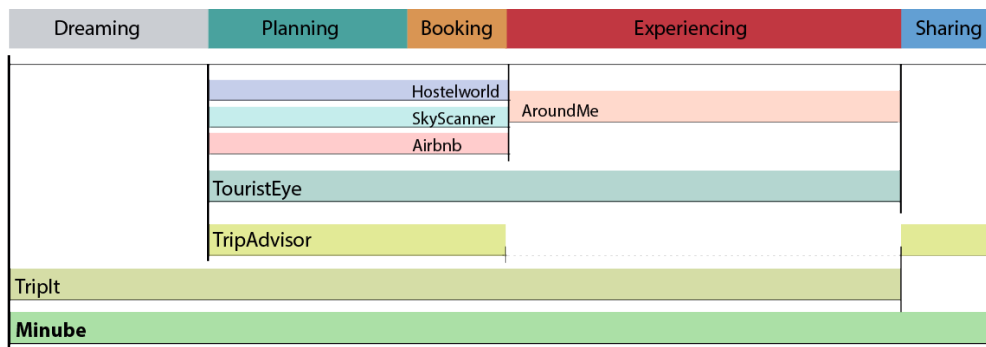 Dreaming
Planning
Booking
Experiencing
Sharing
Hostelworld
AroundMe
SkyScanner
Airbnb
TouristEye
TripAdvisor
TripIt
Minube